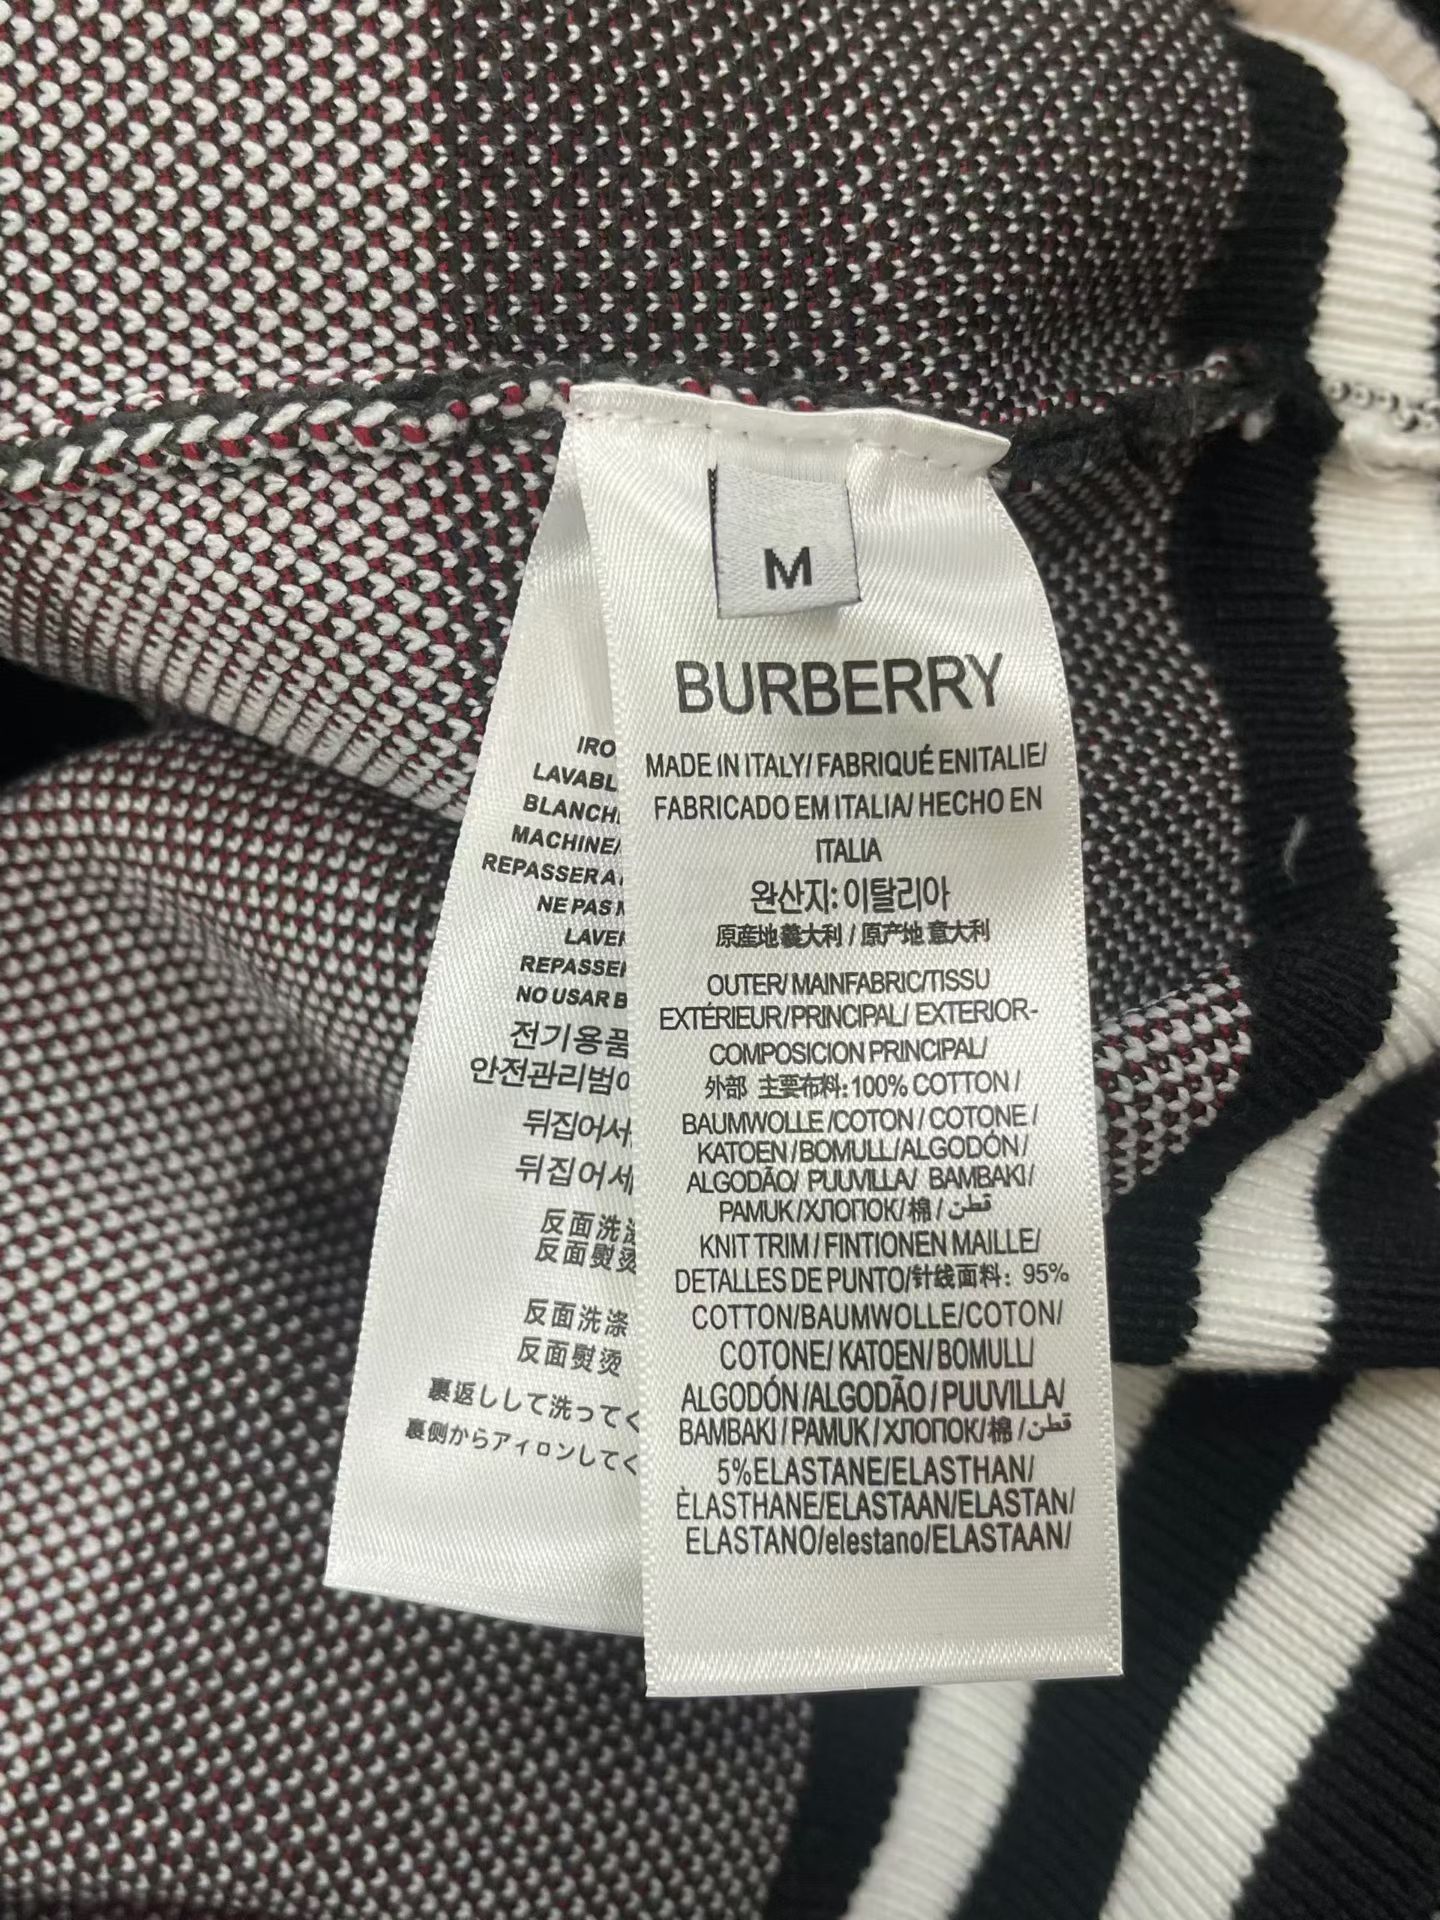 M
BURBERRY
MADE IN ITALY/ FABRIQUÉ ENITALIE/
FABRICADO EM ITALIA/ HECHO EN
ITALIA
완산지: 이탈리아
原産地義大利 / 原产地 意大利
OUTER/ MAINFABRIC/TISSU
EXTÉRIEUR/PRINCIPAL/ EXTERIOR-
COMPOSICION PRINCIPAL/
外部 主要布料: 100% COTTON /
BAUMWOLLE /COTON / COTONE /
KATOEN / BOMULL/ALGODÓN /
ALGODÃO/ PUUVILLA/ BAMBAKI/
PAMUK /ХЛОПОК/ 棉 / قطن
KNIT TRIM / FINTIONEN MAILLE/
DETALLES DE PUNTO/针线面料: 95%
COTTON/BAUMWOLLE/COTON/
COTONE/ KATOEN/ BOMULL/
ALGODÓN /ALGODÃO / PUUVILLA/
BAMBAKI / PAMUK / ХЛОПОК/ 棉 / قطن
5%ELASTANE/ELASTHAN/
ÈLASTHANE/ELASTAAN/ELASTAN/
ELASTANO/elestano/ELASTAAN/
IRO
LAVABL
BLANCHI
MACHINE/
REPASSER A
NE PAS
LAVER
REPASSER
NO USAR B
전기용품
안전관리법
뒤집어서
뒤집어서
反面洗涤
反面熨烫
反面洗涤
反面熨烫
裏返しして洗ってく
裏側からアイロンしてく